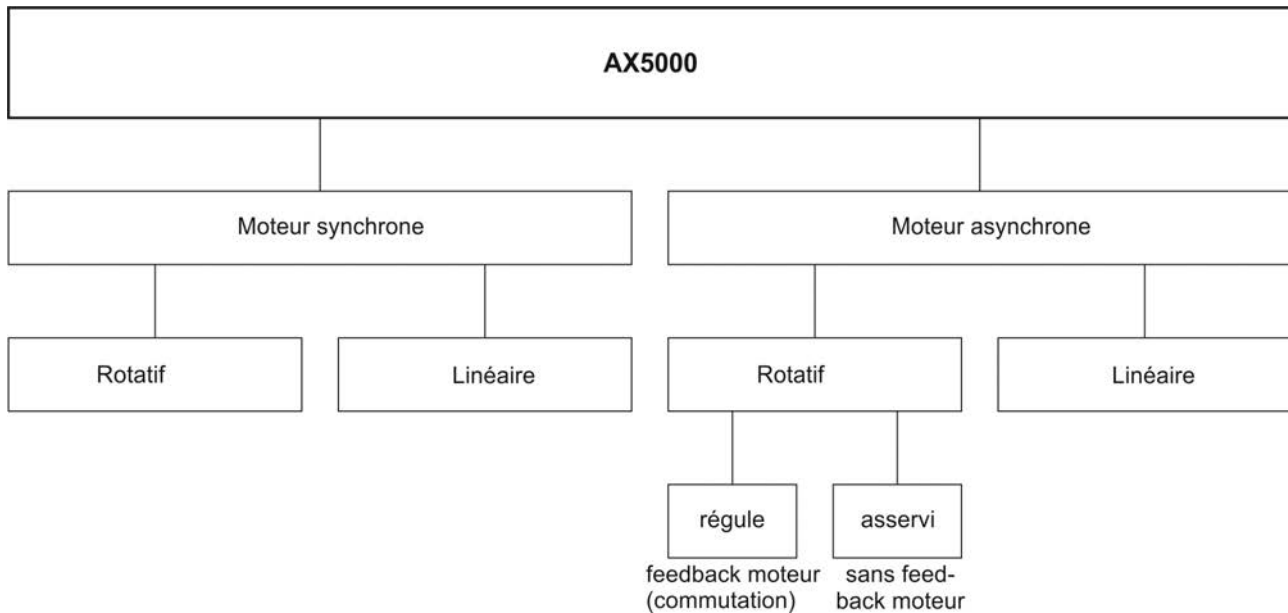 AX5000
Moteur synchrone
Moteur asynchrone
Rotatif
Linéaire
Rotatif
Linéaire
régule
asservi
feedback moteur
(commutation)
sans feed-
back moteur